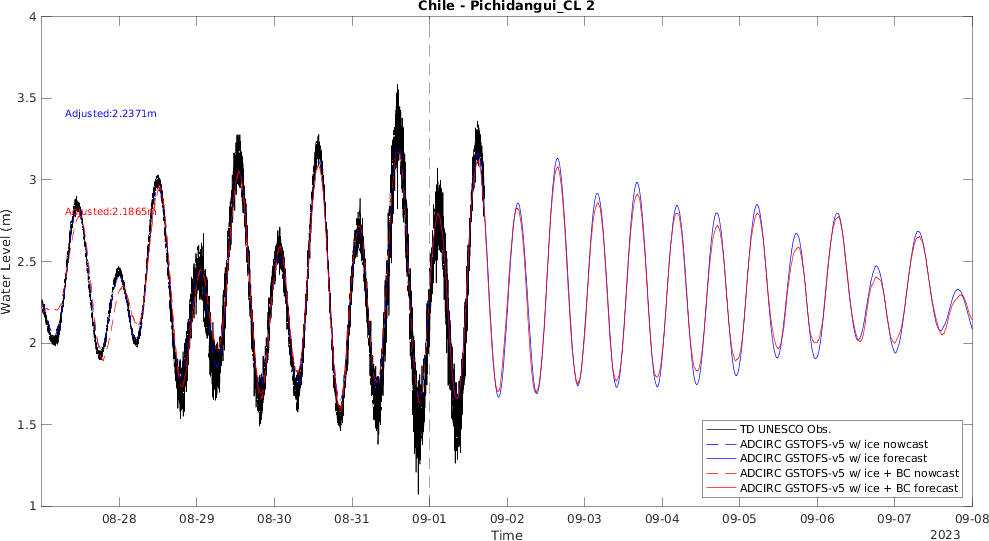 Chile - Pichidangui_CL 2
4
3.5
3
2.5
2
1.5
1
Water Level (m)
Adjusted:2.2371m
Adjusted:2.1865m
TD UNESCO Obs.
ADCIRC GSTOFS-v5 w/ ice nowcast
ADCIRC GSTOFS-v5 w/ ice forecast
ADCIRC GSTOFS-v5 w/ ice + BC nowcast
ADCIRC GSTOFS-v5 w/ ice + BC forecast
08-28 08-29 08-30 08-31 09-01 09-02 09-03 09-04 09-05 09-06 09-07 09-08
Time
2023